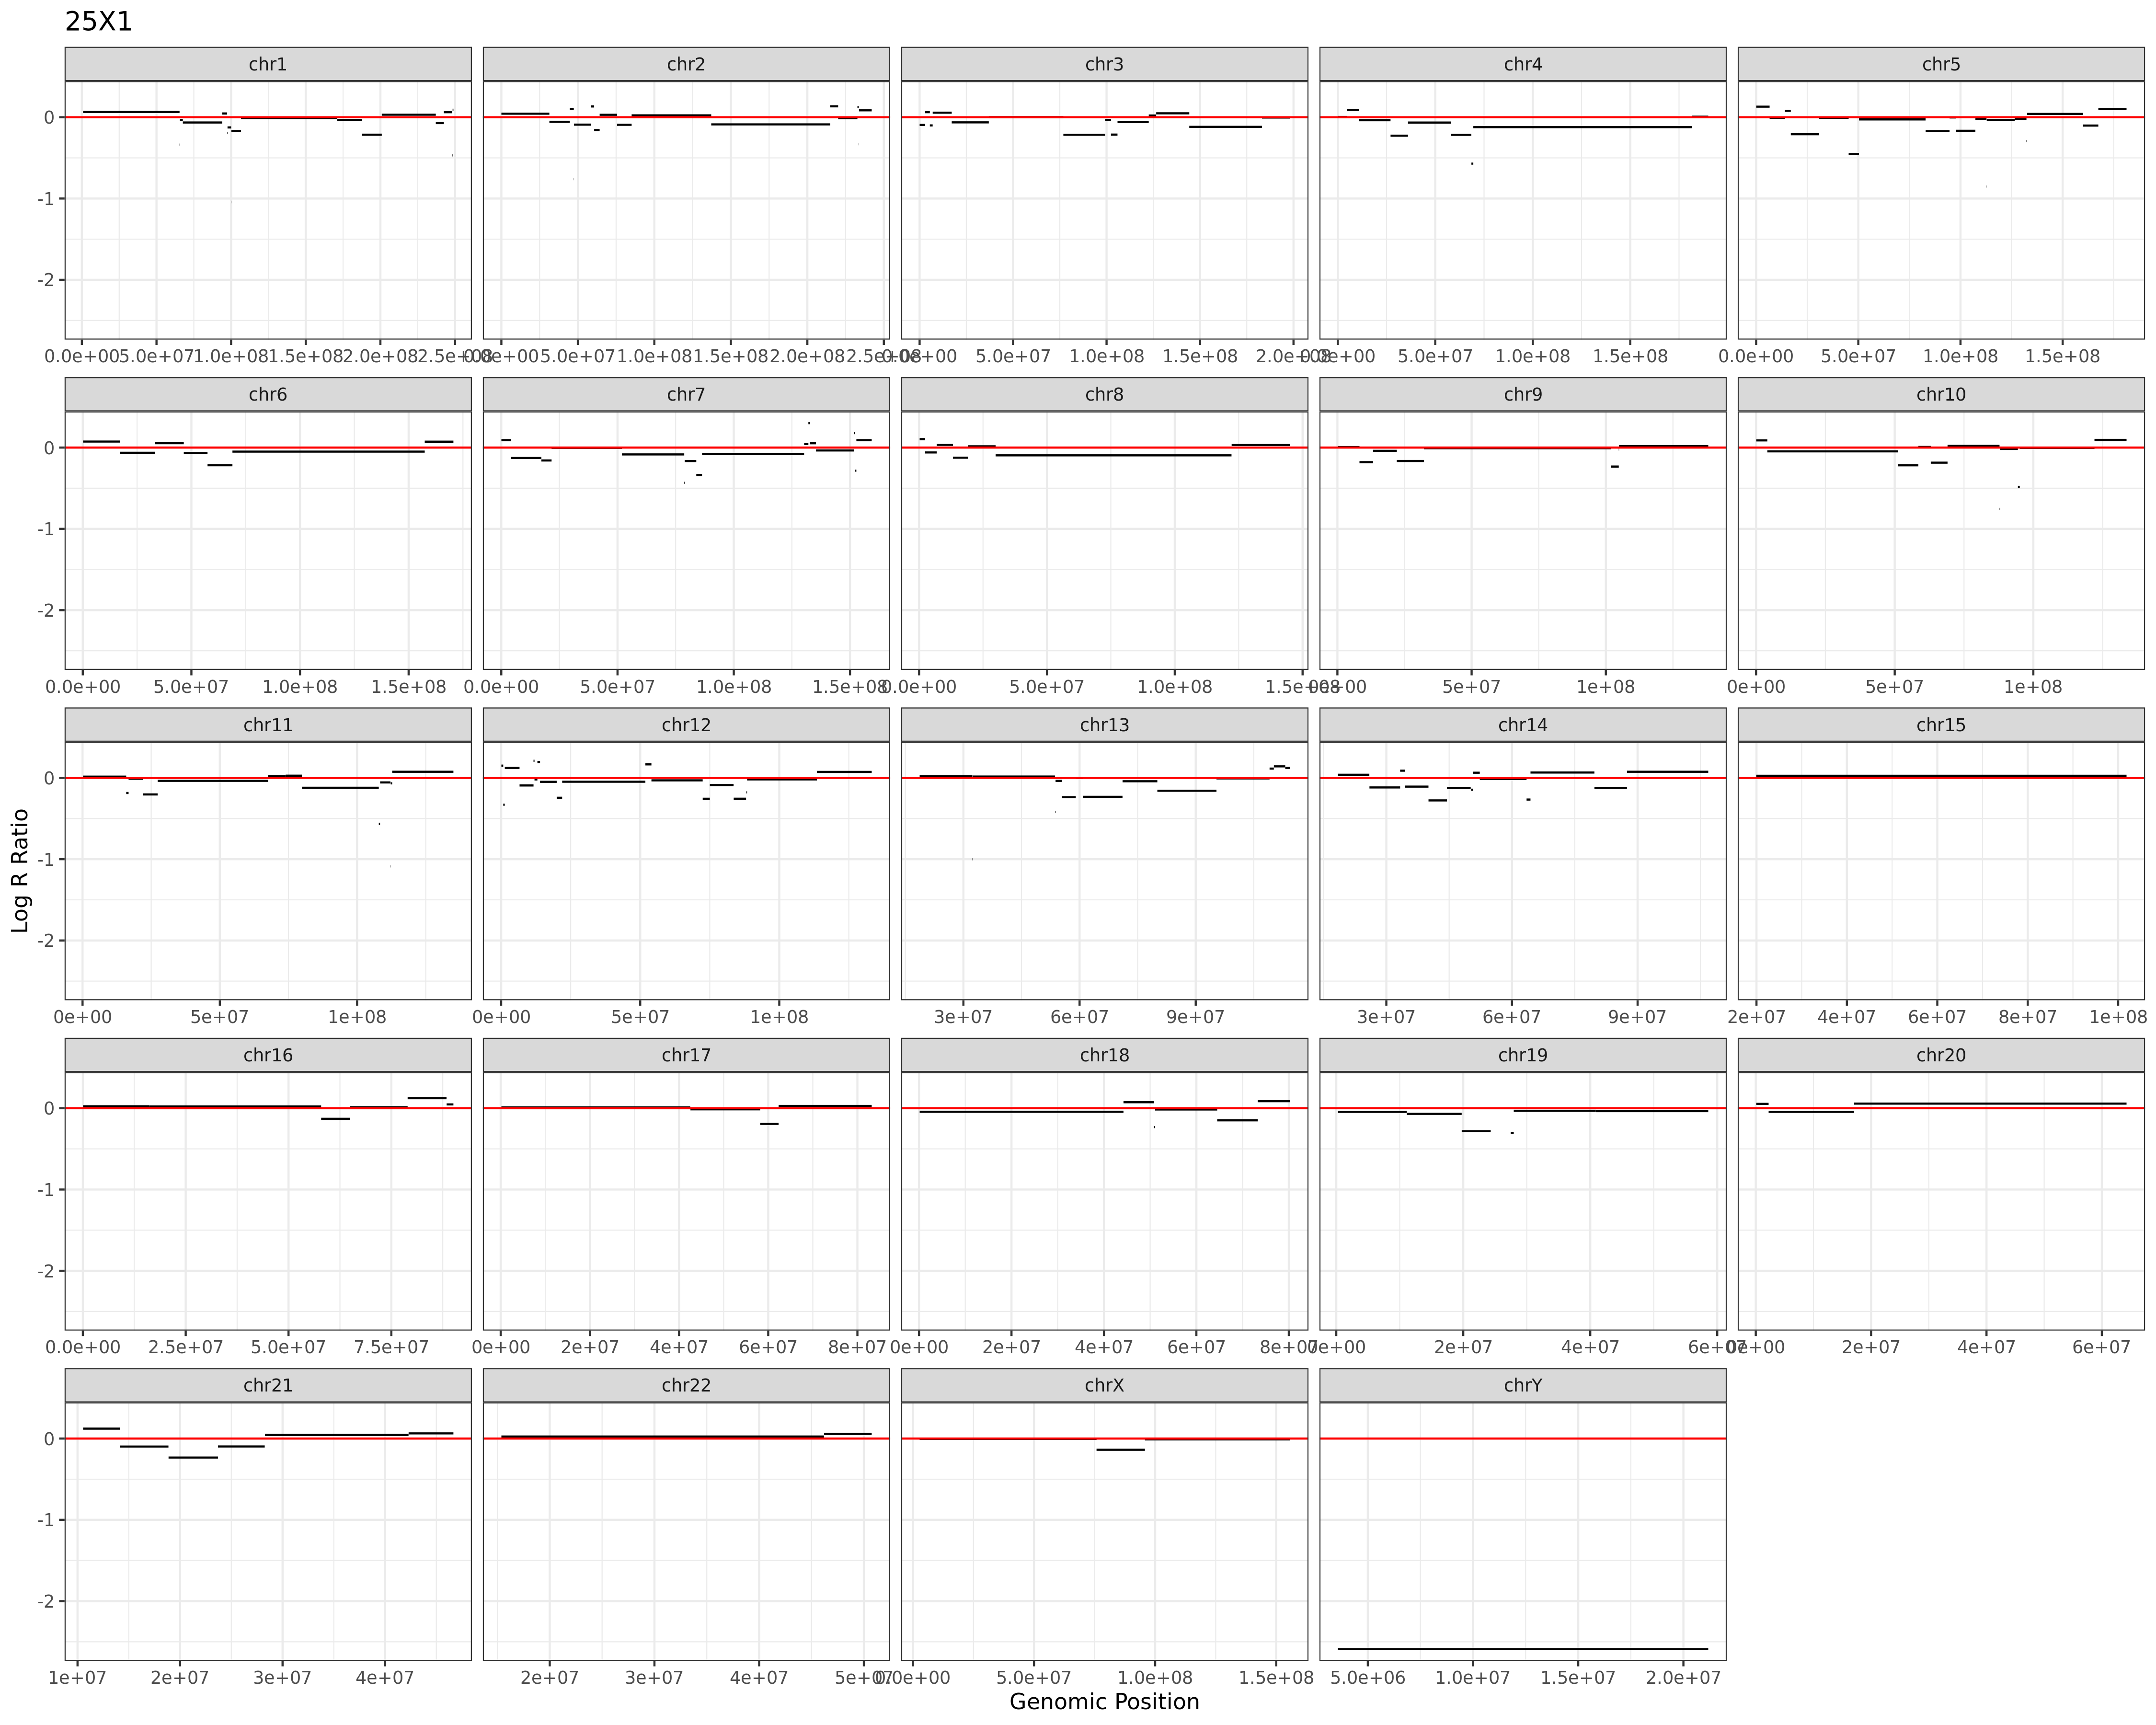 25X1
chr1 chr2 chr3 chr4 chr5
0
-1
-2
0.0e+00 5.0e+07 1.0e+08 1.5e+08 2.0e+08 2.5e+08 0.0e+00 5.0e+07 1.0e+08 1.5e+08 2.0e+08 2.5e+08 0.0e+00 5.0e+07 1.0e+08 1.5e+08 2.0e+08 0.0e+00 5.0e+07 1.0e+08 1.5e+08 0.0e+00 5.0e+07 1.0e+08 1.5e+08
chr6 chr7 chr8 chr9 chr10
0
-1
-2
0.0e+00 5.0e+07 1.0e+08 1.5e+08 0.0e+00 5.0e+07 1.0e+08 1.5e+08 0.0e+00 5.0e+07 1.0e+08 1.5e+08 0e+00 5e+07 1e+08 0e+00 5e+07 1e+08
chr11 chr12 chr13 chr14 chr15
0
-1
-2
0e+00 5e+07 1e+08 0e+00 5e+07 1e+08 3e+07 6e+07 9e+07 3e+07 6e+07 9e+07 2e+07 4e+07 6e+07 8e+07 1e+08
Log R Ratio
chr16 chr17 chr18 chr19 chr20
0
-1
-2
0.0e+00 2.5e+07 5.0e+07 7.5e+07 0e+00 2e+07 4e+07 6e+07 8e+07 0e+00 2e+07 4e+07 6e+07 8e+07 0e+00 2e+07 4e+07 6e+07 0e+00 2e+07 4e+07 6e+07
chr21 chr22 chrX chrY
0
-1
-2
1e+07 2e+07 3e+07 4e+07 2e+07 3e+07 4e+07 5e+07 0.0e+00 5.0e+07 1.0e+08 1.5e+08 5.0e+06 1.0e+07 1.5e+07 2.0e+07
Genomic Position